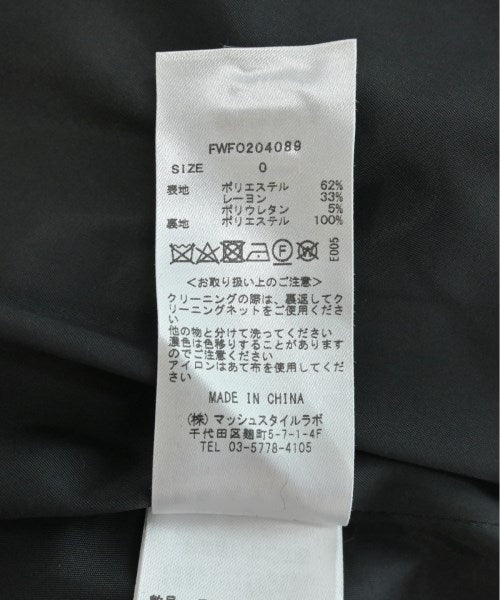 FWFO204089
SIZE 0
表地 ポリエステル 62%
レーヨン 33%
ポリウレタン 5%
裏地 ポリエステル 100%
E005
<お取り扱い上のご注意>
クリーニングの際は、裏返してク
リーニングネットをご使用くださ
い
他の物と分けて洗ってください
濃色は色移りすることがあります
のでご注意ください
アイロンはあて布を使用してくだ
さい
MADE IN CHINA
(株) マッシュスタイルラボ
千代田区麹町5-7-1-4F
TEL 03-5778-4105